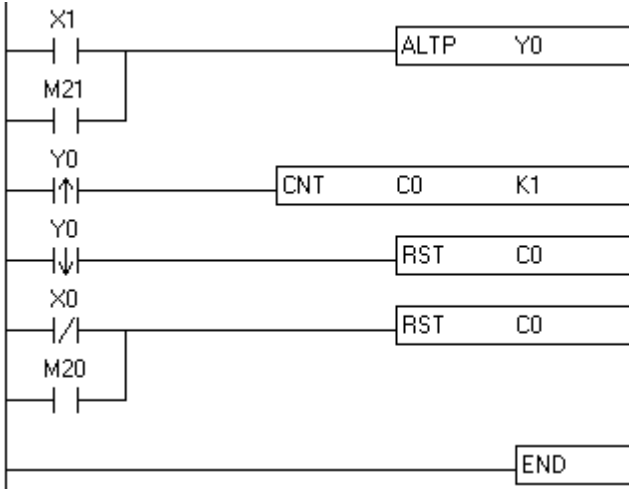 X1
ALTP Y0
M21
Y0
CNT C0 K1
Y0
RST C0
X0
RST C0
M20
END